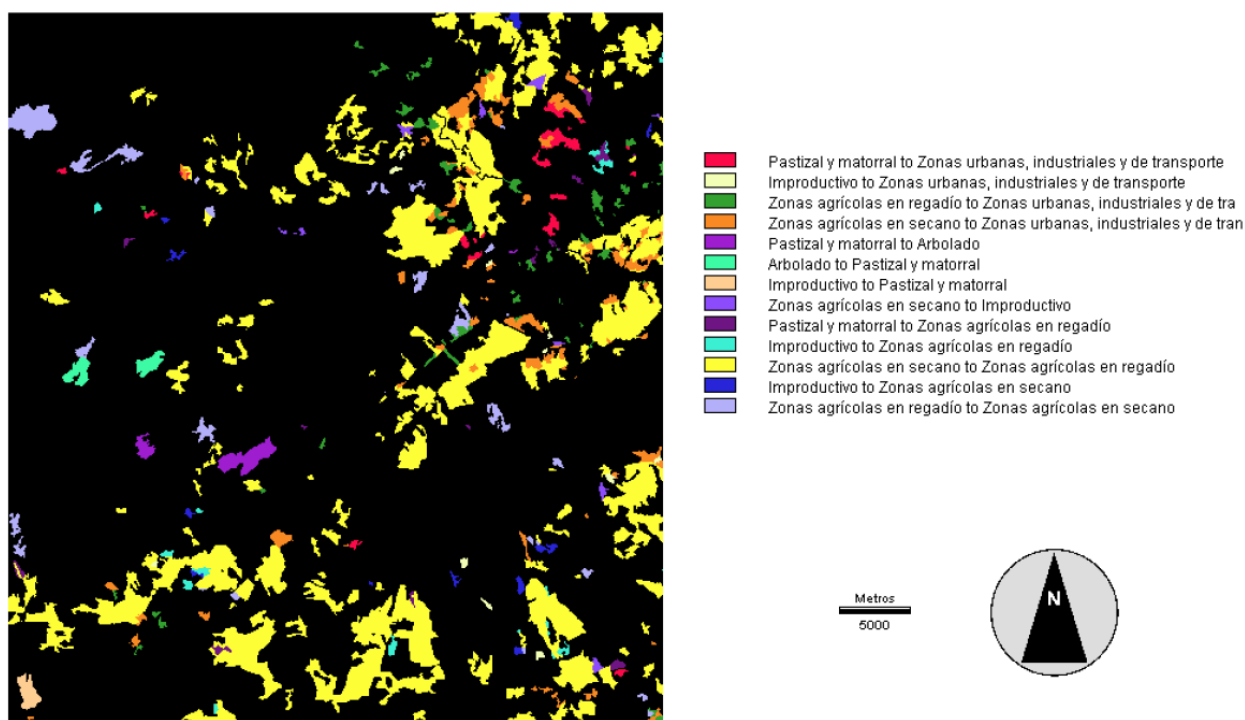 Pastizal y matorral to Zonas urbanas, industriales y de transporte
Improductivo to Zonas urbanas, industriales y de transporte
Zonas agrícolas en regadío to Zonas urbanas, industriales y de tra
Zonas agrícolas en secano to Zonas urbanas, industriales y de tran
Pastizal y matorral to Arbolado
Arbolado to Pastizal y matorral
Improductivo to Pastizal y matorral
Zonas agrícolas en secano to Improductivo
Pastizal y matorral to Zonas agrícolas en regadío
Improductivo to Zonas agrícolas en regadío
Zonas agrícolas en secano to Zonas agrícolas en regadío
Improductivo to Zonas agrícolas en secano
Zonas agrícolas en regadío to Zonas agrícolas en secano
Metros
5000
N